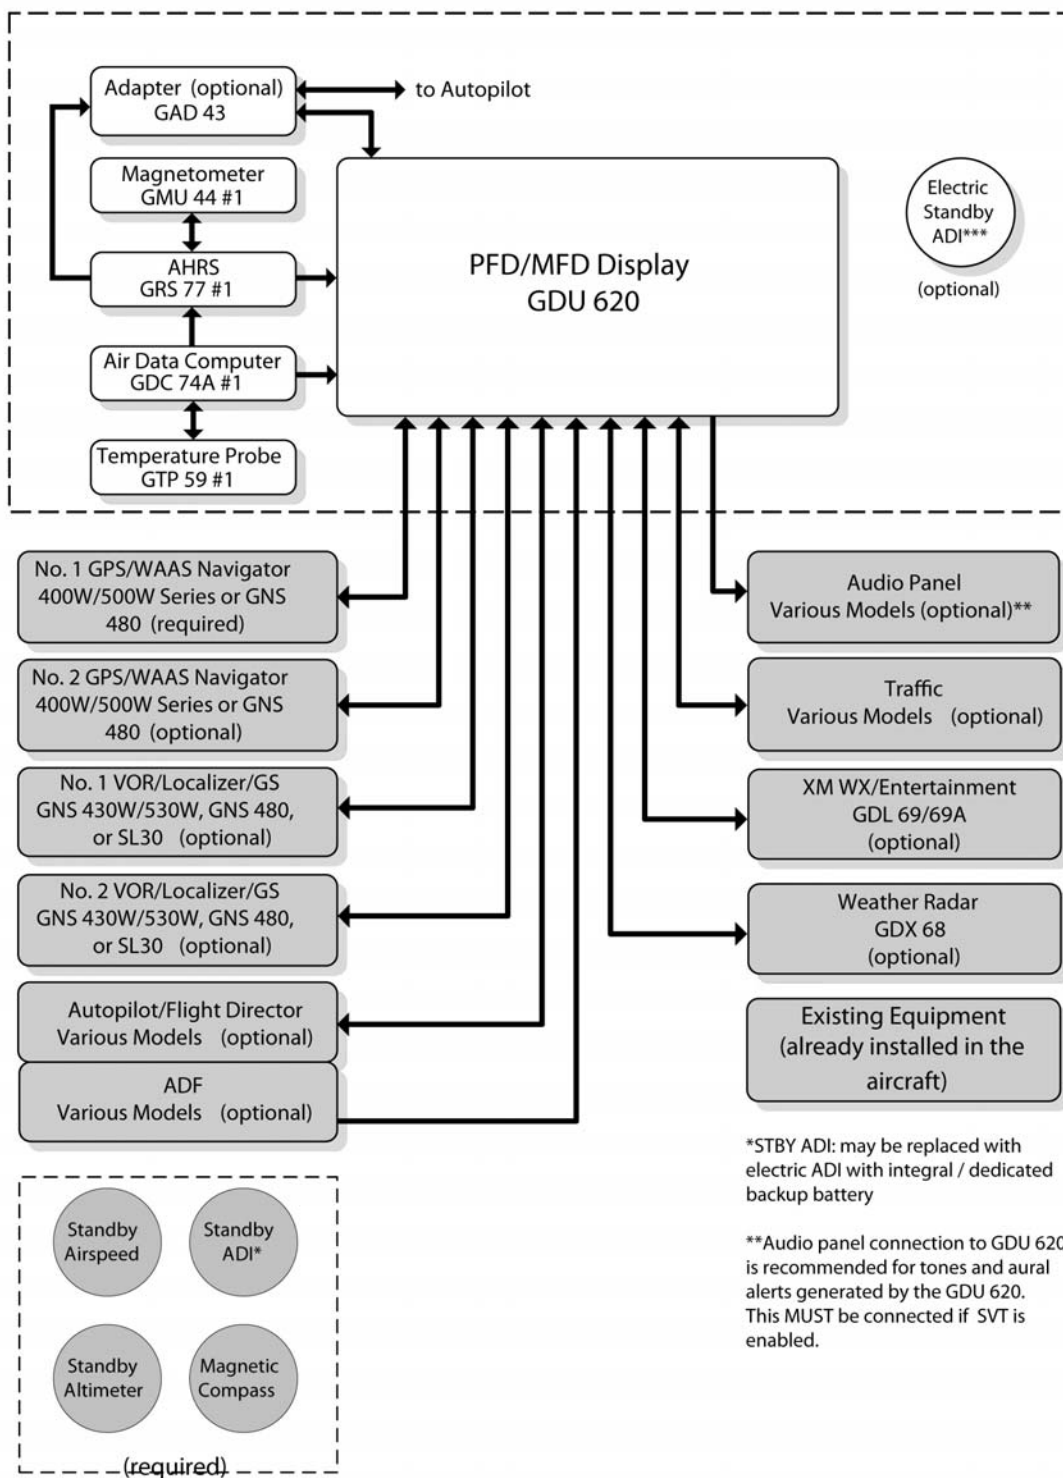 Adapter (optional)
GAD 43
to Autopilot
Magnetometer
GMU 44 #1
AHRS
GRS 77 #1
Air Data Computer
GDC 74A #1
Temperature Probe
GTP 59 #1
PFD/MFD Display
GDU 620
Electric
Standby
ADI***
(optional)
No. 1 GPS/WAAS Navigator
400W/500W Series or GNS
480 (required)
No. 2 GPS/WAAS Navigator
400W/500W Series or GNS
480 (optional)
No. 1 VOR/Localizer/GS
GNS 430W/530W, GNS 480,
or SL30 (optional)
No. 2 VOR/Localizer/GS
GNS 430W/530W, GNS 480,
or SL30 (optional)
Autopilot/Flight Director
Various Models (optional)
ADF
Various Models (optional)
Audio Panel
Various Models (optional)**
Traffic
Various Models (optional)
XM WX/Entertainment
GDL 69/69A
(optional)
Weather Radar
GDX 68
(optional)
Existing Equipment
(already installed in the
aircraft)
*STBY ADI: may be replaced with
electric ADI with integral / dedicated
backup battery
**Audio panel connection to GDU 620
is recommended for tones and aural
alerts generated by the GDU 620.
This MUST be connected if SVT is
enabled.
Standby
Airspeed
Standby
ADI*
Standby
Altimeter
Magnetic
Compass
(required)